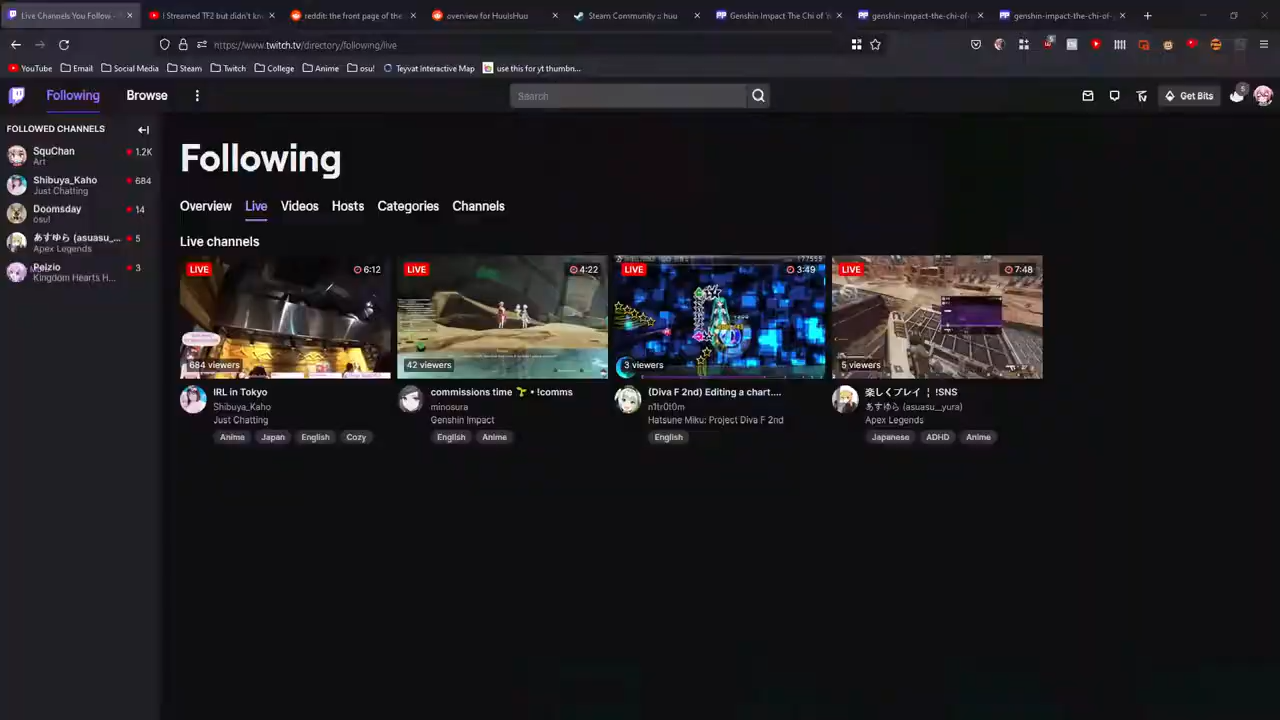 Live Channels You Follow - 
I Streamed TF2 but didn't kn
reddit: the front page of the
overview for HuuIsHuu
Steam Community :: huu
Genshin Impact The Chi of Y
genshin-impact-the-chi-of-
genshin-impact-the-chi-of-
https://www.twitch.tv/directory/following/live
YouTube
Email
Social Media
Steam
Twitch
College
Anime
osu!
Teyvat Interactive Map
use this for yt thumbn...
Following
Browse
Search
Get Bits
5
FOLLOWED CHANNELS
SquChan
1.2K
Art
Shibuya_Kaho
684
Just Chatting
Doomsday
14
osu!
あすゆら (asuasu_...
5
Apex Legends
Peizio
3
Kingdom Hearts H...
Following
Overview
Live
Videos
Hosts
Categories
Channels
Live channels
LIVE
6:12
684 viewers
IRL in Tokyo
Shibuya_Kaho
Just Chatting
Anime
Japan
English
Cozy
LIVE
4:22
42 viewers
commissions time 🌱 • !comms
minosura
Genshin Impact
English
Anime
LIVE
3:49
3 viewers
(Diva F 2nd) Editing a chart....
n1tr0t0m
Hatsune Miku: Project Diva F 2nd
English
LIVE
7:48
5 viewers
楽しくプレイ ¦ !SNS
あすゆら (asuasu__yura)
Apex Legends
Japanese
ADHD
Anime